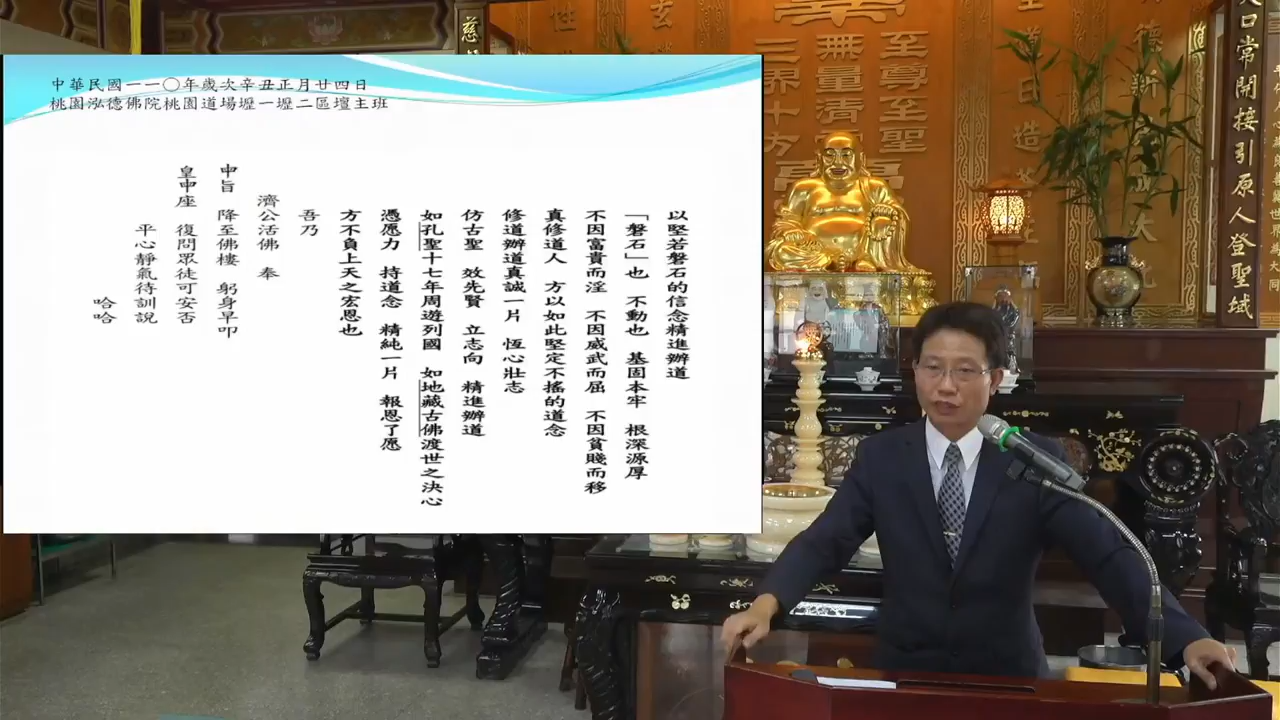 中華民國一一〇年歲次辛丑正月廿四日
桃園泓德佛院桃園道場壢一壢二區壇主班
以堅若磐石的信念精進辦道
「磐石」也　不動也　基固本牢　根深源厚
不因富貴而淫　不因威武而屈　不因貧賤而移
真修道人　方以如此堅定不搖的道念
修道辦道真誠一片　恆心壯志
仿古聖　效先賢　立志向　精進辦道
如孔聖十七年周遊列國　如地藏古佛渡世之決心
憑愿力　持道念　精純一片　報恩了愿
方不負上天之宏恩也
吾乃
濟公活佛　奉
申旨　降至佛樓　躬身早叩
皇申座　復問眾徒可安否
平心靜氣待訓說
哈哈
口常開接引原人登聖域
至尊至聖
無量清
三界十方
慈
德新
日造
玄
性